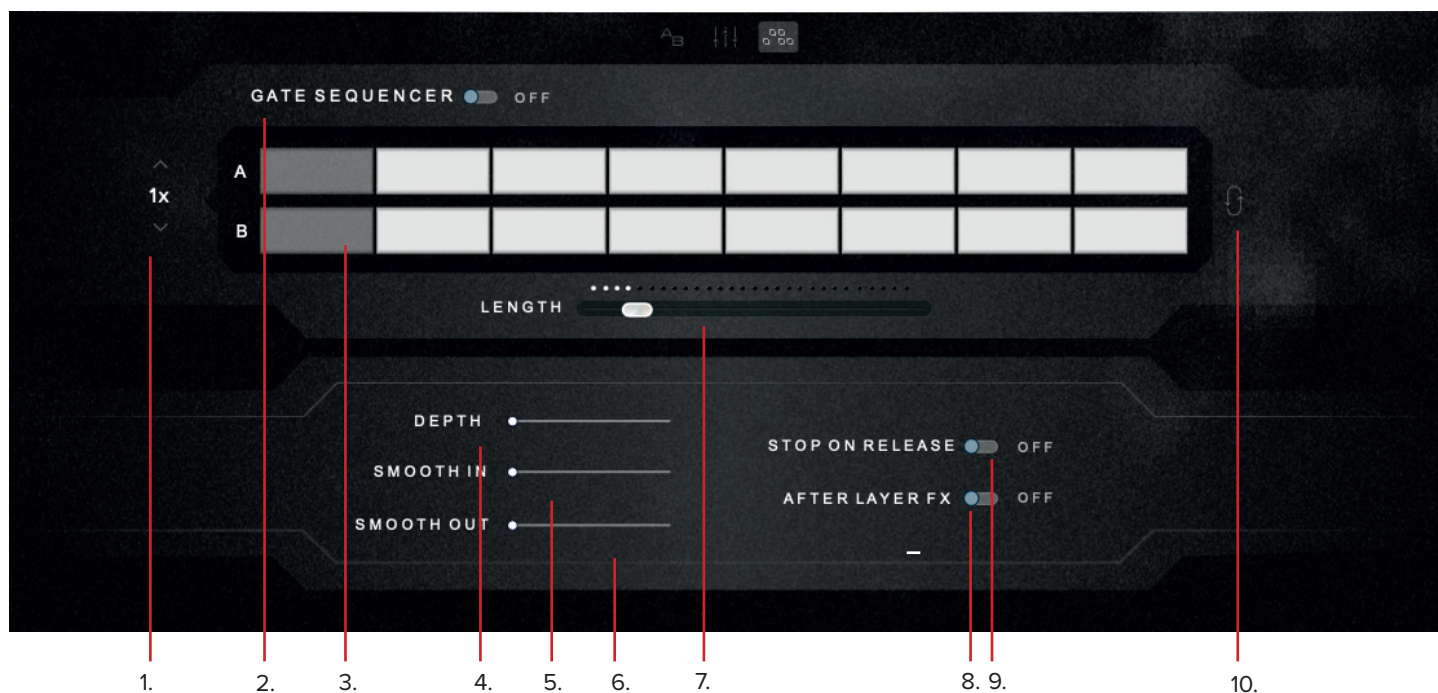 A B
GATE SEQUENCER OFF
A
1x
B
LENGTH
DEPTH
STOP ON RELEASE OFF
SMOOTH IN
AFTER LAYER FX OFF
SMOOTH OUT
1. 2. 3. 4. 5. 6. 7. 8. 9. 10.